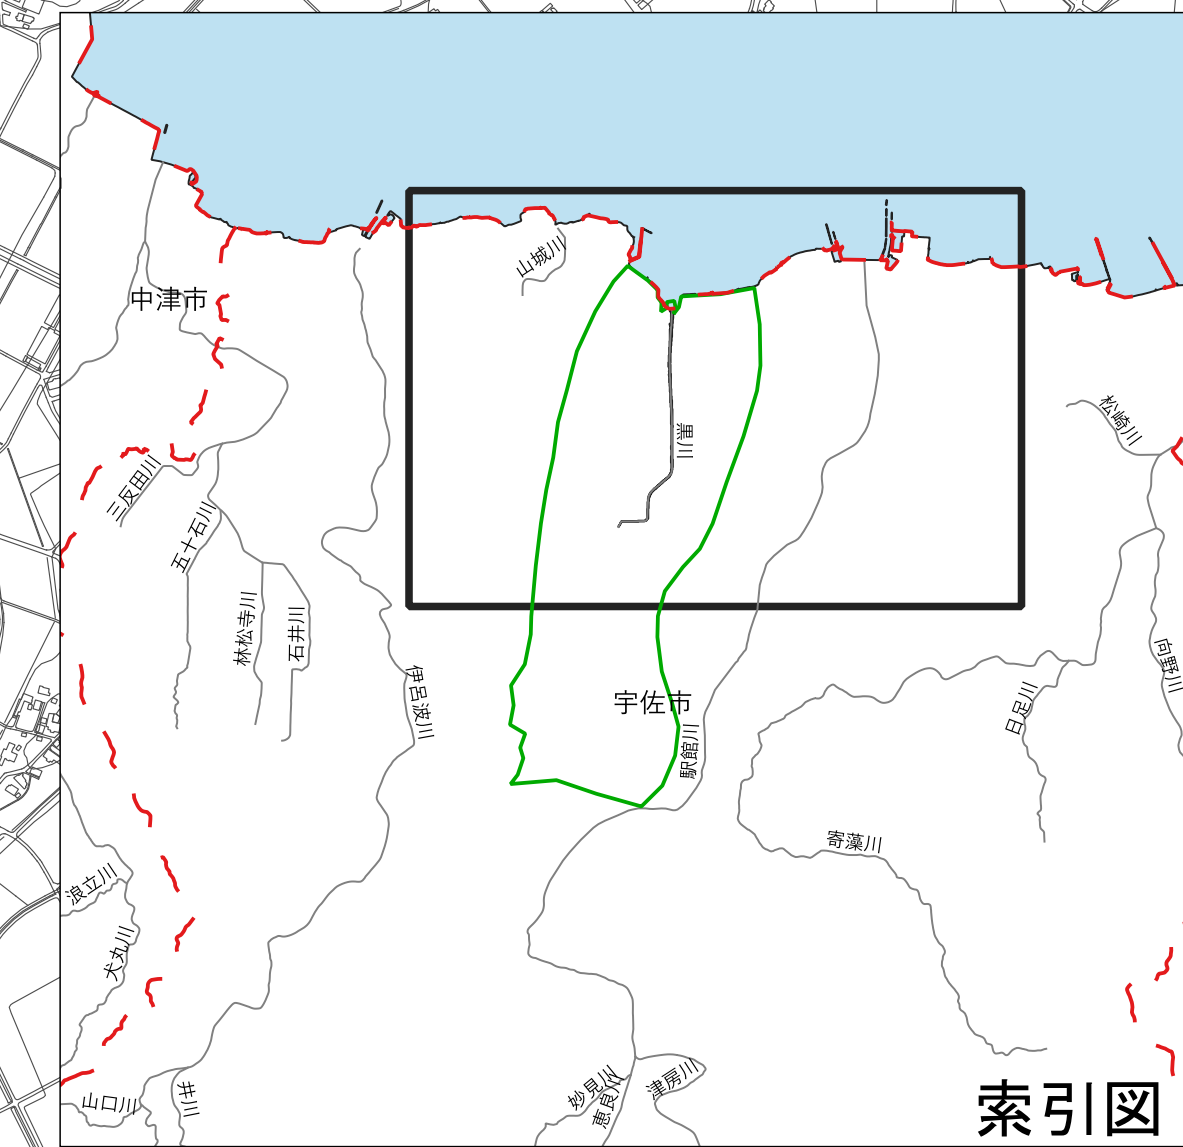 山城川
中津市
松崎川
黒川
三反田川
五十石川
林松寺川
石井川
向野川
伊呂波川
宇佐市
日足川
駅館川
寄藻川
浪立川
犬丸川
妙見川
恵良川
津房川
山口川
井川
索引図